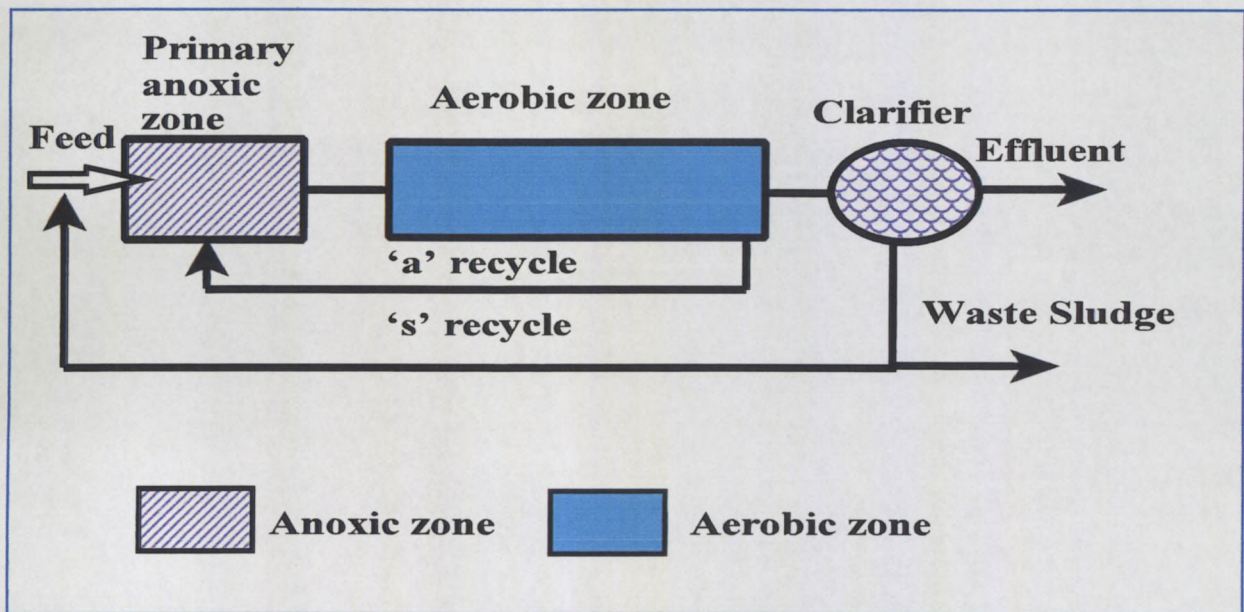 Primary
anoxic
zone
Aerobic zone
Clarifier
Feed
Effluent
‘a’ recycle
‘s’ recycle
Waste Sludge
Anoxic zone
Aerobic zone